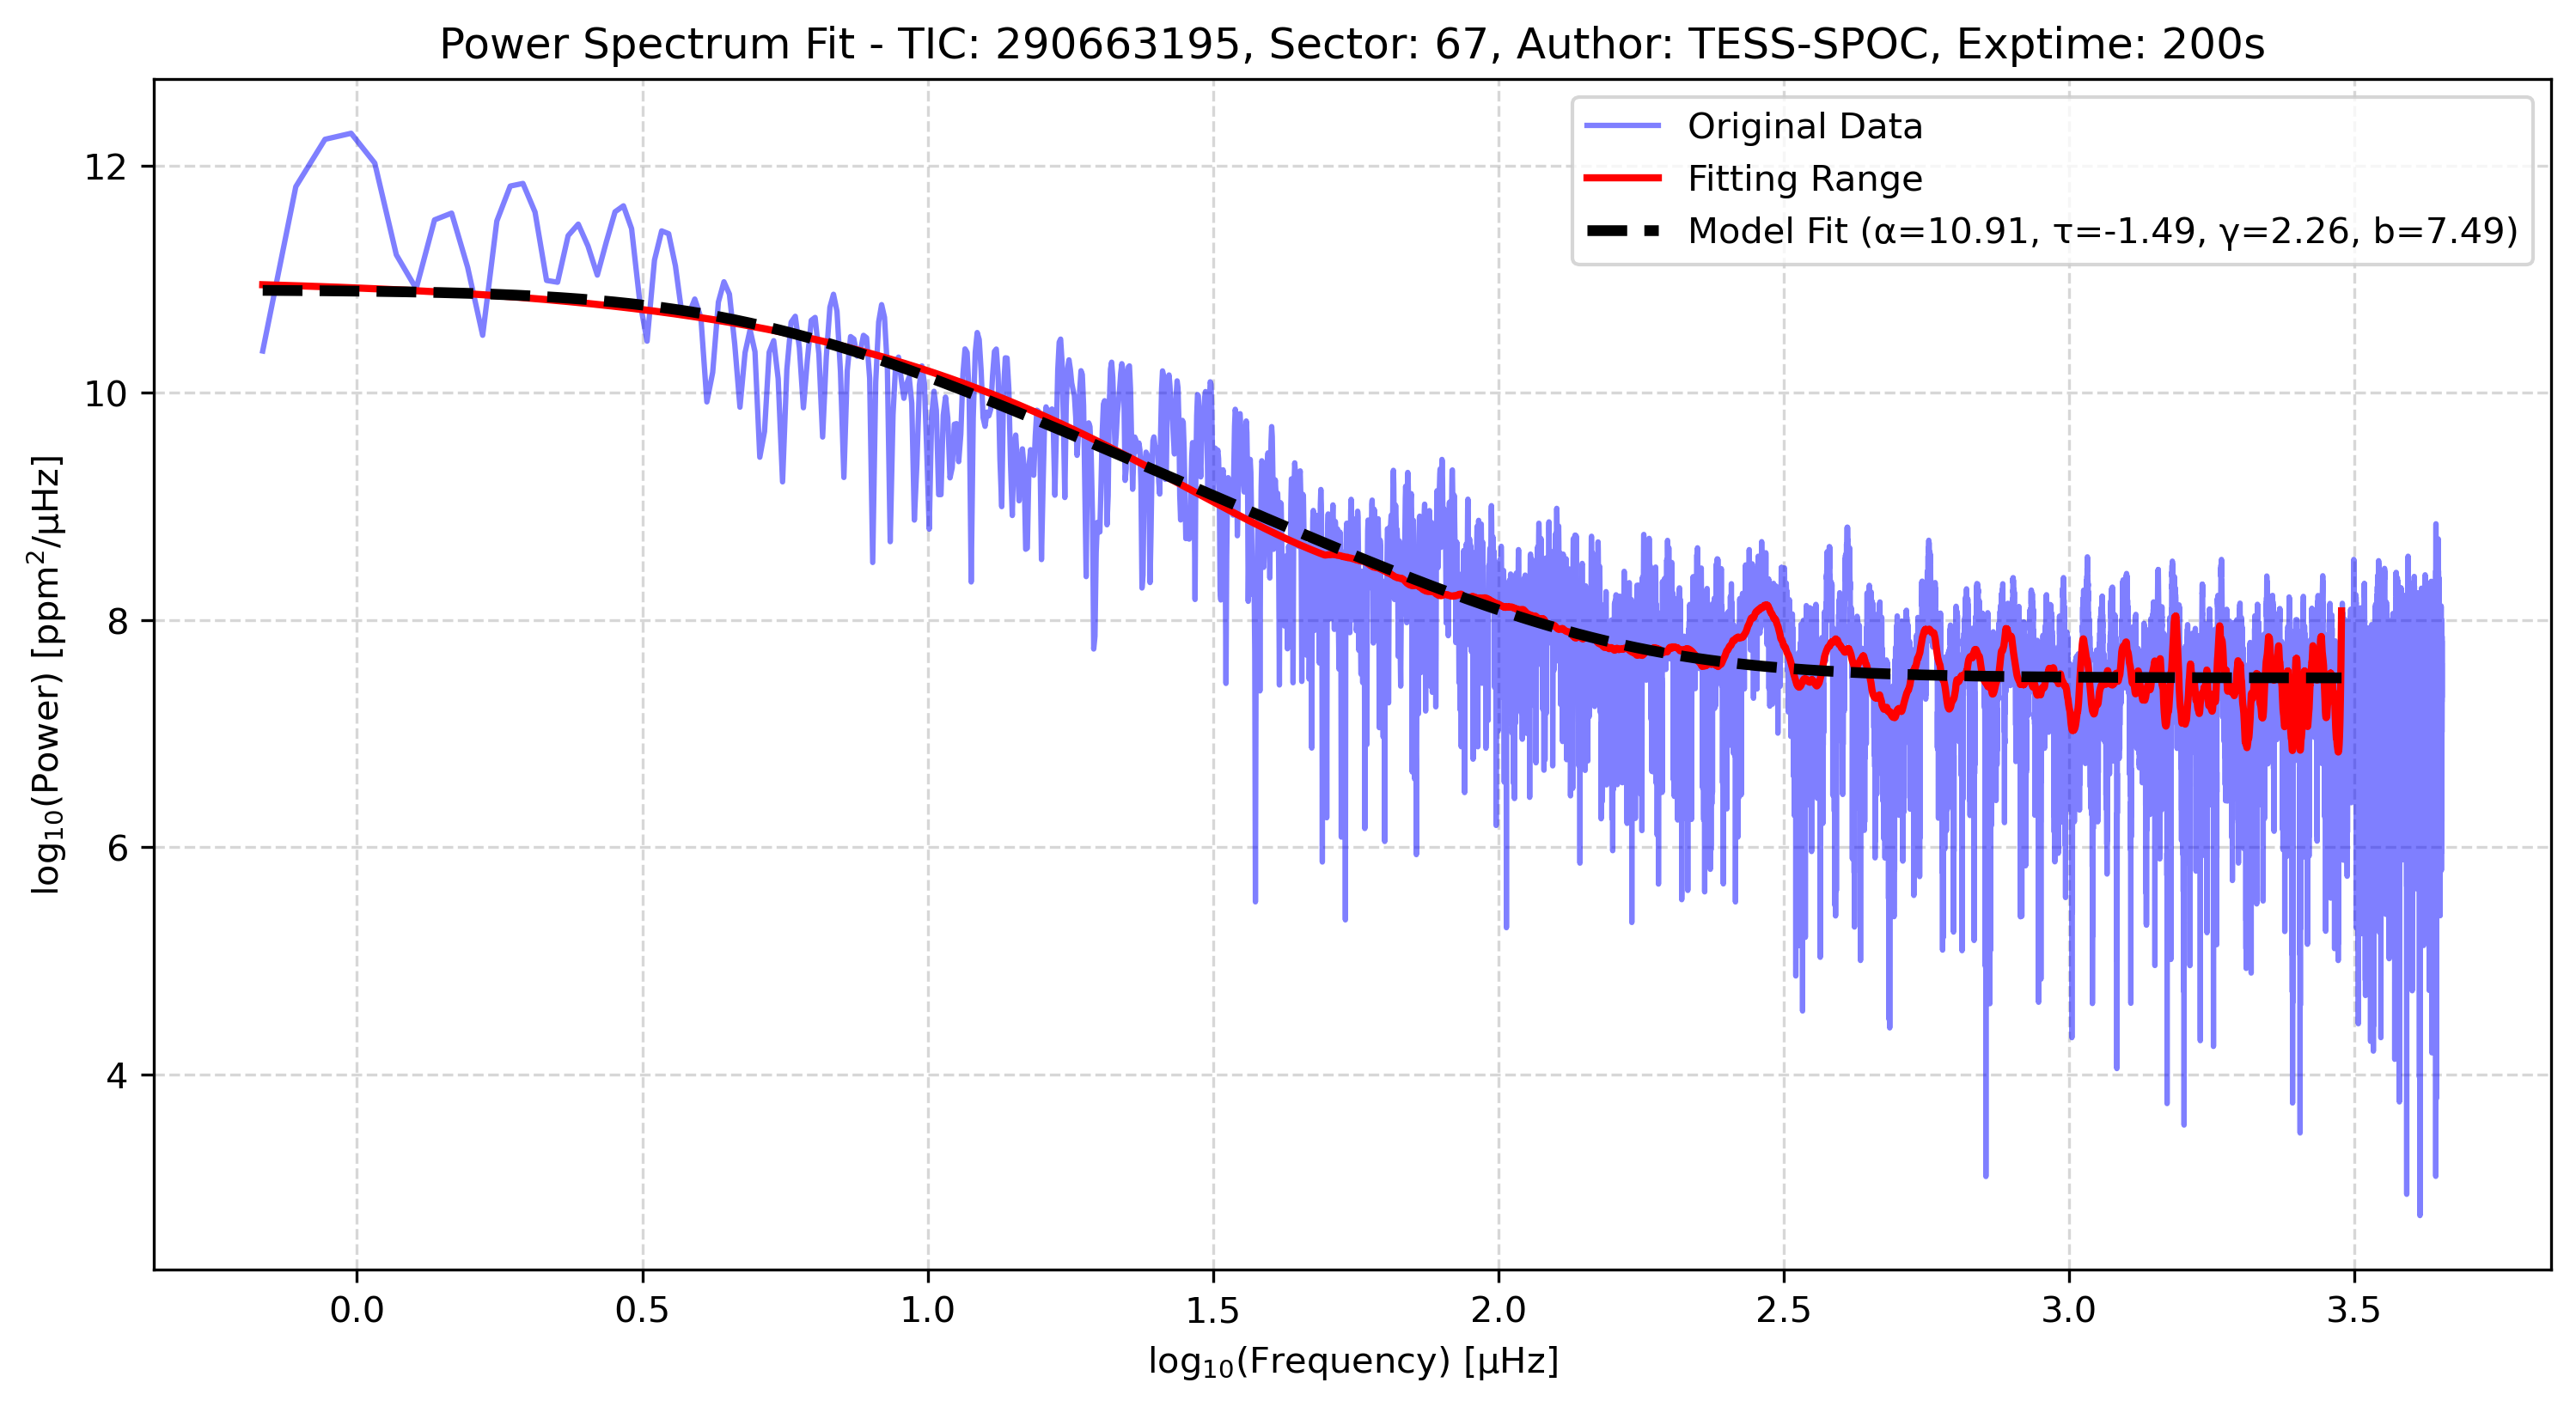 Power Spectrum Fit - TIC: 290663195, Sector: 67, Author: TESS-SPOC, Exptime: 200s
Original Data
Fitting Range
Model Fit (α=10.91, τ=-1.49, γ=2.26, b=7.49)
log₁₀(Power) [ppm²/μHz]
12
10
8
6
4
0.0 0.5 1.0 1.5 2.0 2.5 3.0 3.5
log₁₀(Frequency) [μHz]